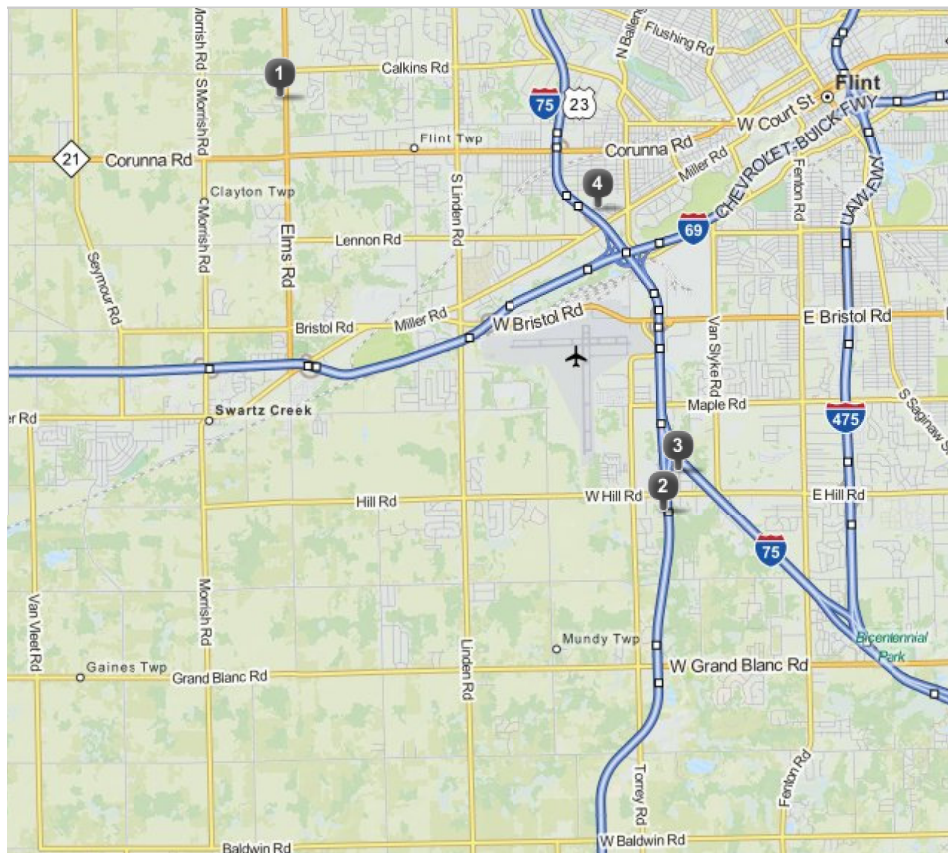 Morrish Rd
S Morrish Rd
1
Calkins Rd
N Ballen
Flushing Rd
75
23
Flint
W Court St
CHEVROLET-BUICK FWY
21
Corunna Rd
Flint Twp
Corunna Rd
Miller Rd
Fenton Rd
UAW FWY
Clayton Twp
S Linden Rd
4
Morrish Rd
Elms Rd
Lennon Rd
69
Seymour Rd
Bristol Rd
Miller Rd
W Bristol Rd
Van Slyke Rd
E Bristol Rd
Swartz Creek
er Rd
Maple Rd
475
S Saginaw St
3
2
Hill Rd
W Hill Rd
E Hill Rd
75
Van Vleet Rd
Morrish Rd
Linden Rd
Mundy Twp
Bicentennial
Park
Gaines Twp
Grand Blanc Rd
W Grand Blanc Rd
Torrey Rd
Fenton Rd
Baldwin Rd
W Baldwin Rd